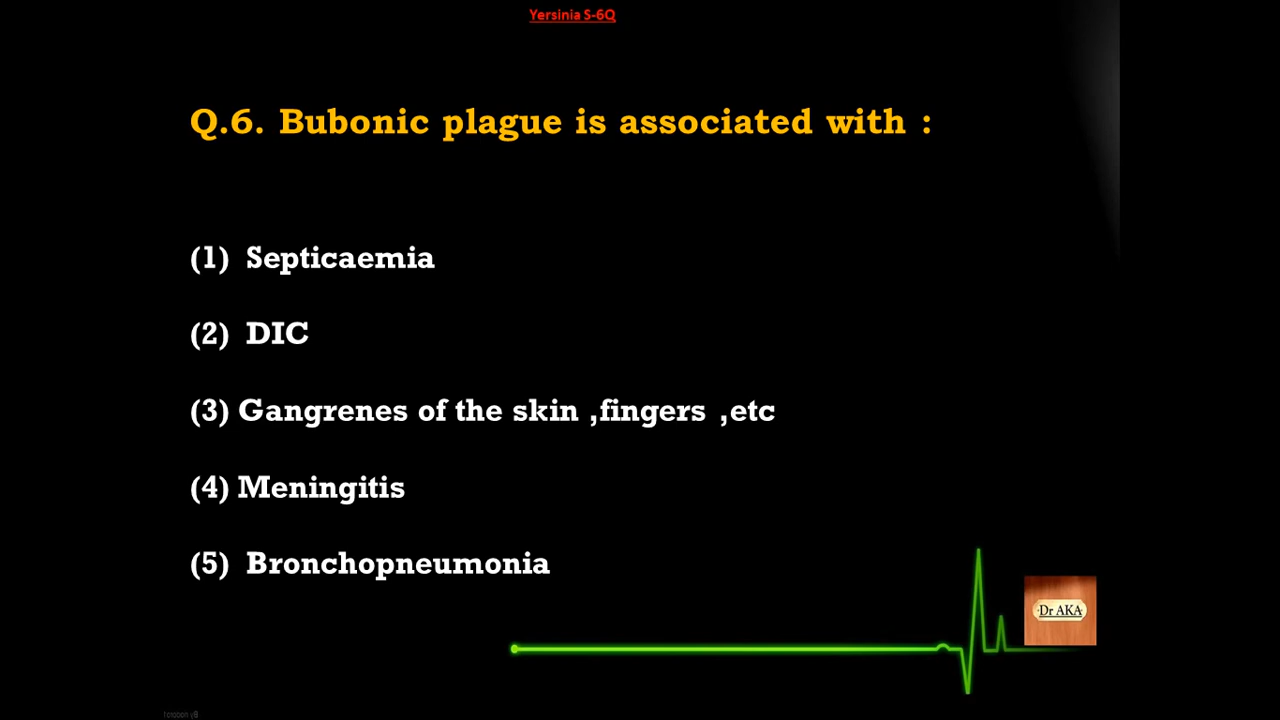 Yersinia S-6Q
Q.6. Bubonic plague is associated with :
(1) Septicaemia
(2) DIC
(3) Gangrenes of the skin ,fingers ,etc
(4) Meningitis
(5) Bronchopneumonia
Dr AKA